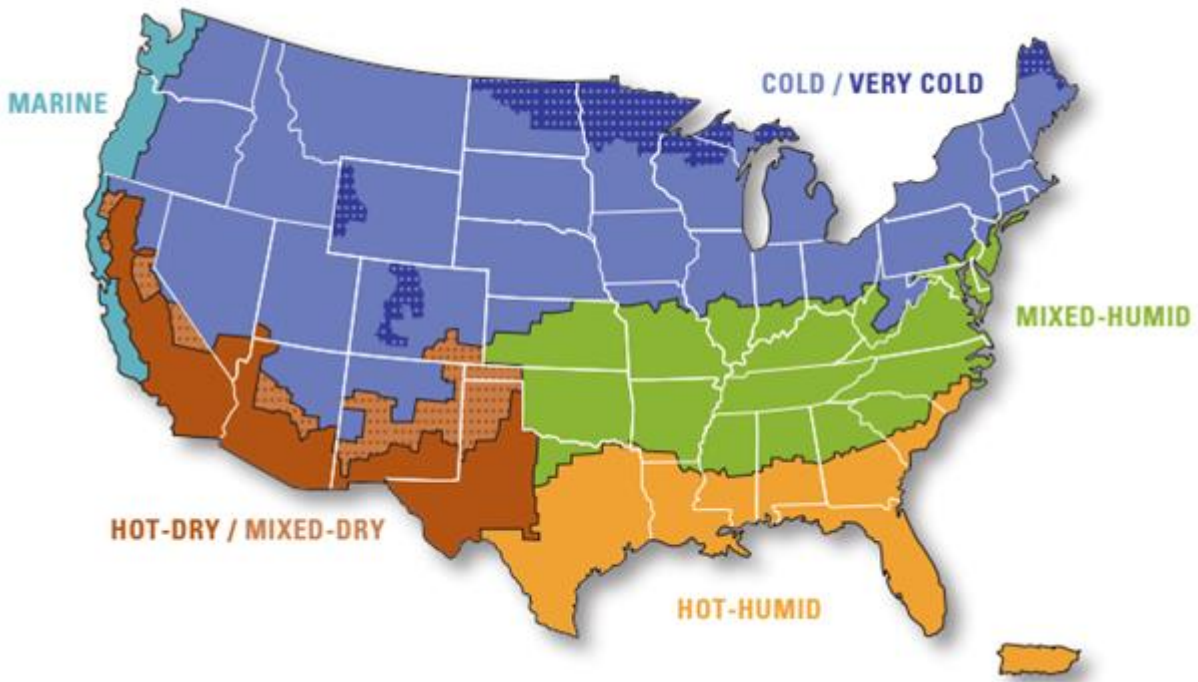 COLD / VERY COLD
MARINE
MIXED-HUMID
HOT-DRY / MIXED-DRY
HOT-HUMID